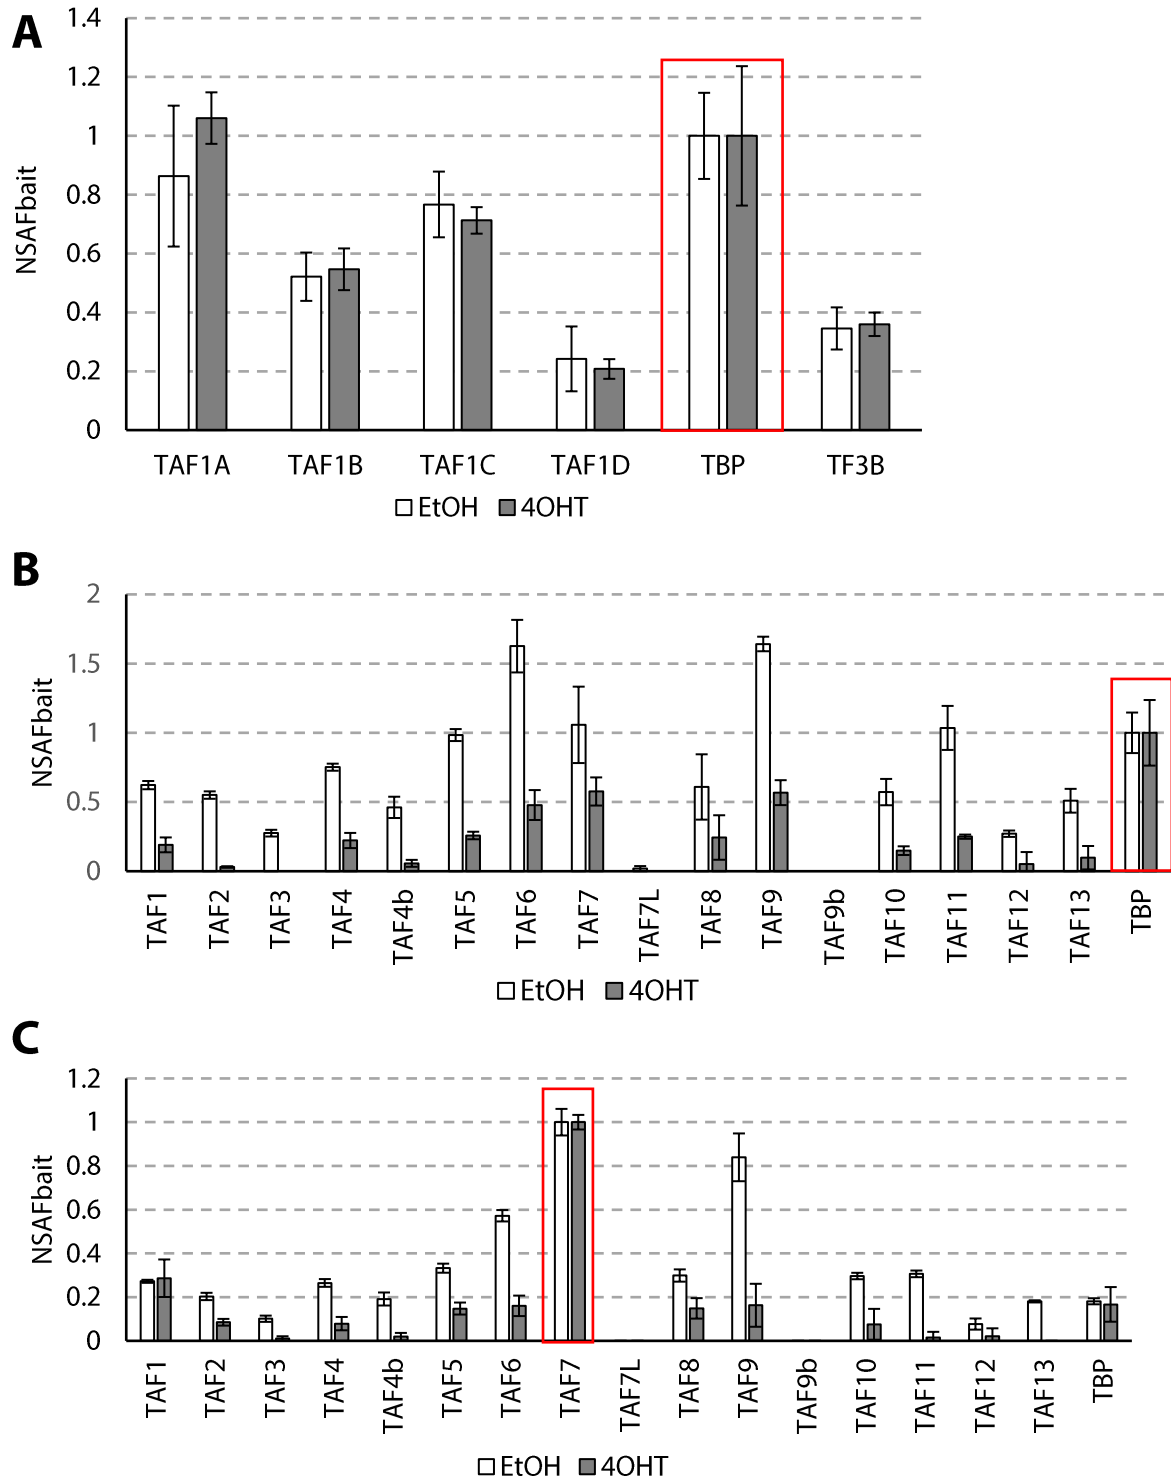 A
NSAFbait
1.4
1.2
1
0.8
0.6
0.4
0.2
0
TAF1A TAF1B TAF1C TAF1D TBP TF3B
EtOH 4OHT
B
NSAFbait
2
1.5
1
0.5
0
TAF1 TAF2 TAF3 TAF4 TAF4b TAF5 TAF6 TAF7 TAF7L TAF8 TAF9 TAF9b TAF10 TAF11 TAF12 TAF13 TBP
EtOH 4OHT
C
NSAFbait
1.2
1
0.8
0.6
0.4
0.2
0
TAF1 TAF2 TAF3 TAF4 TAF4b TAF5 TAF6 TAF7 TAF7L TAF8 TAF9 TAF9b TAF10 TAF11 TAF12 TAF13 TBP
EtOH 4OHT